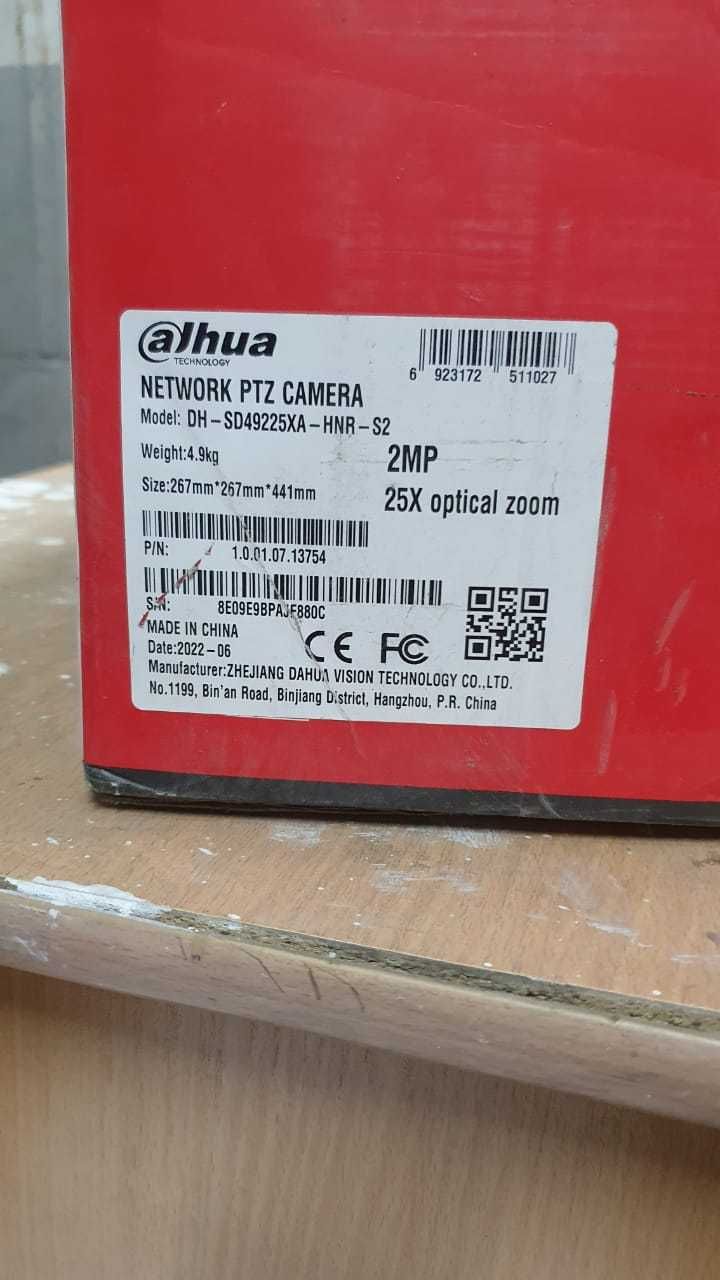 alhua
TECHNOLOGY
6 923172 511027
NETWORK PTZ CAMERA
Model: DH-SD49225XA-HNR-S2
Weight:4.9kg
2MP
Size:267mm*267mm*441mm
25X optical zoom
P/N: 1.0.01.07.13754
S/N: 8E09E9BPAJF880C
MADE IN CHINA
Date:2022-06
CE FC
Manufacturer:ZHEJIANG DAHUA VISION TECHNOLOGY CO.,LTD.
No.1199, Bin'an Road, Binjiang District, Hangzhou, P.R. China